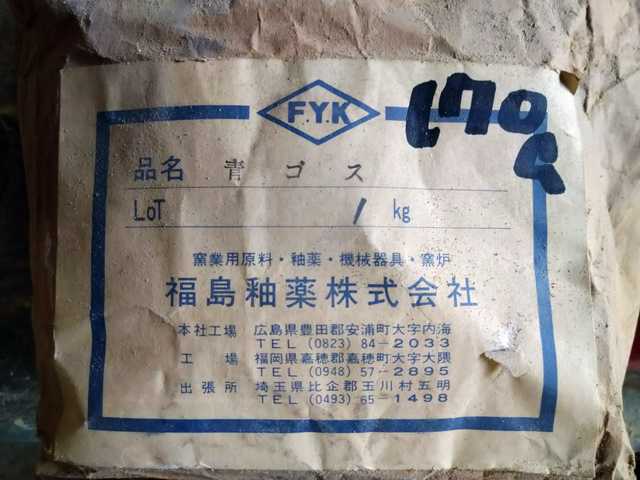 F.Y.K
1700
品名 青ゴス
LoT 1 kg
窯業用原料・釉薬・機械器具・窯炉
福島釉薬株式会社
本社工場 広島県豊田郡安浦町大字内海
TEL (0823) 84-2033
工場 福岡県嘉穂郡嘉穂町大字大隈
TEL (0948) 57-2895
出張所 埼玉県比企郡玉川村五明
TEL (0493) 65-1498